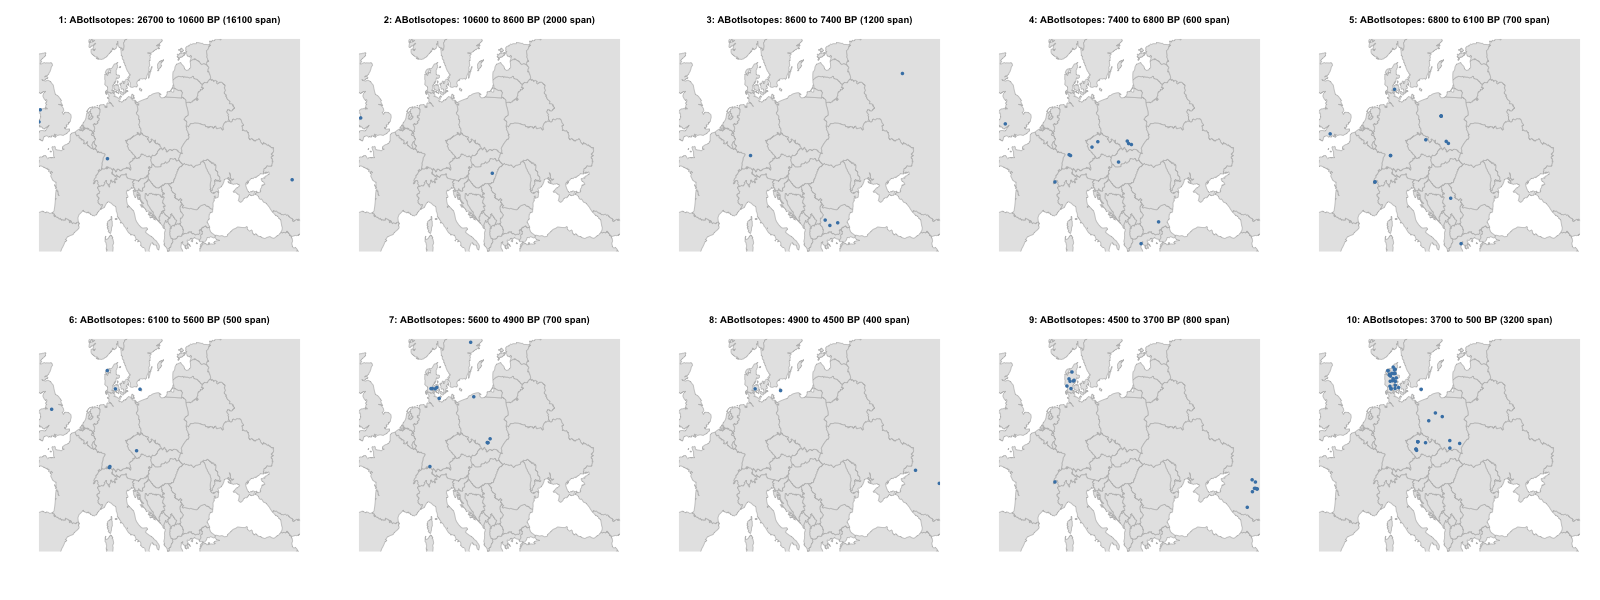 1: ABotIsotopes: 26700 to 10600 BP (16100 span)
2: ABotIsotopes: 10600 to 8600 BP (2000 span)
3: ABotIsotopes: 8600 to 7400 BP (1200 span)
4: ABotIsotopes: 7400 to 6800 BP (600 span)
5: ABotIsotopes: 6800 to 6100 BP (700 span)
6: ABotIsotopes: 6100 to 5600 BP (500 span)
7: ABotIsotopes: 5600 to 4900 BP (700 span)
8: ABotIsotopes: 4900 to 4500 BP (400 span)
9: ABotIsotopes: 4500 to 3700 BP (800 span)
10: ABotIsotopes: 3700 to 500 BP (3200 span)